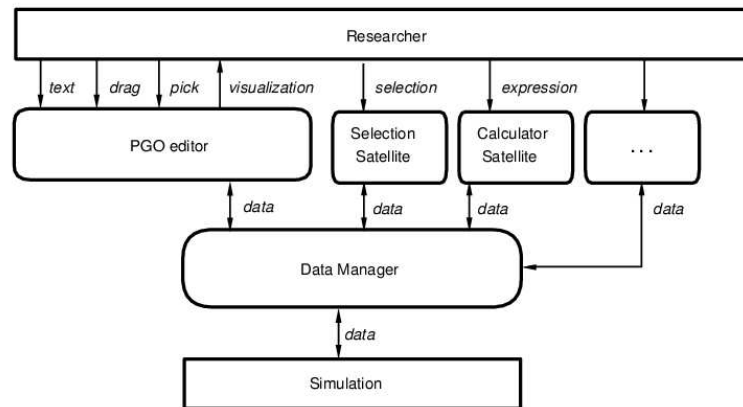 Researcher
text
drag
pick
visualization
selection
expression
PGO editor
Selection
Satellite
Calculator
Satellite
...
data
data
data
data
Data Manager
data
Simulation